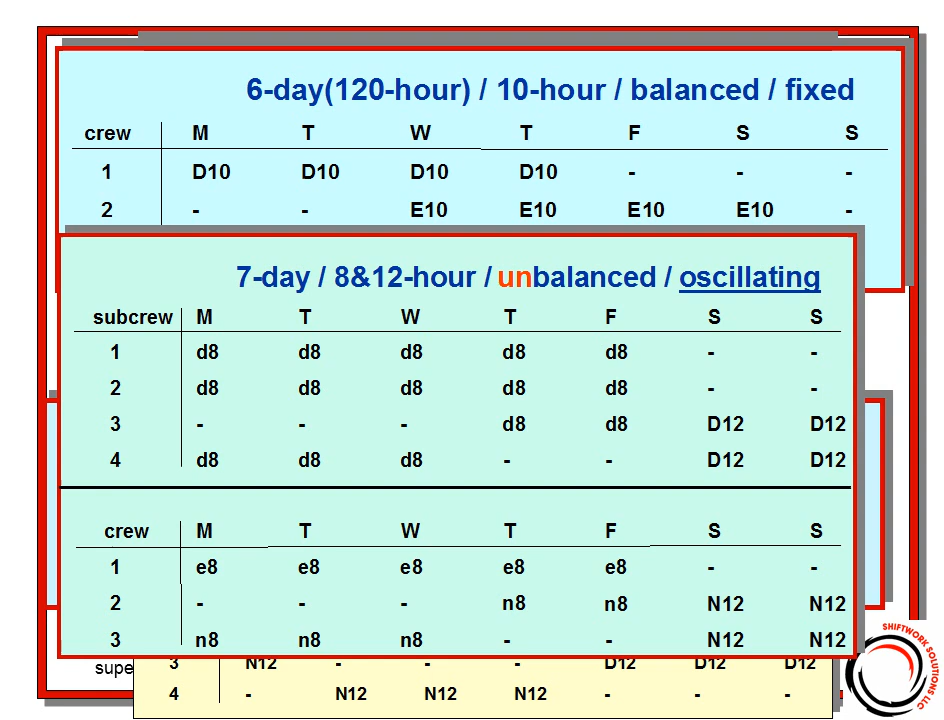 6-day(120-hour) / 10-hour / balanced / fixed
crew M T W T F S S
1 D10 D10 D10 D10 - - -
2 - - E10 E10 E10 E10 -
7-day / 8&12-hour / unbalanced / oscillating
subcrew M T W T F S S
1 d8 d8 d8 d8 d8 - -
2 d8 d8 d8 d8 d8 - -
3 - - - d8 d8 D12 D12
4 d8 d8 d8 - - D12 D12
crew M T W T F S S
1 e8 e8 e8 e8 e8 - -
2 - - - n8 n8 N12 N12
3 n8 n8 n8 - - N12 N12
supe
3 N12 - - - D12 D12 D12
4 - N12 N12 N12 - - -
SHIFTWORK SOLUTIONS LLC